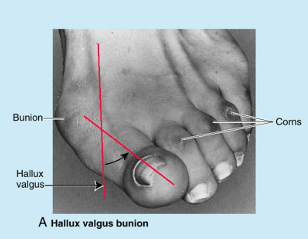 Bunion
Corns
Hallux
valgus
A Hallux valgus bunion